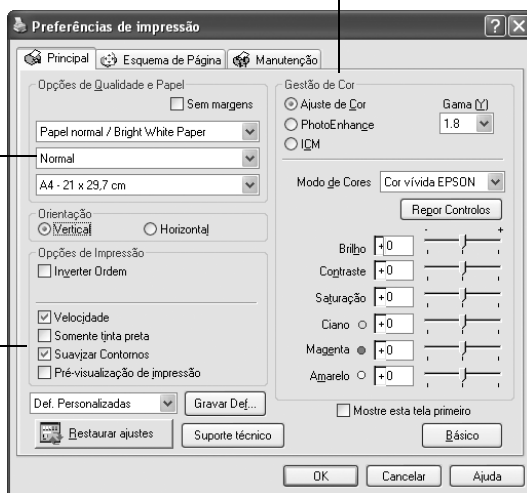 Preferências de impressão
Principal
Esquema de Página
Manutenção
Opções de Qualidade e Papel
Sem margens
Papel normal / Bright White Paper
Normal
A4 - 21 x 29,7 cm
Orientação
Vertical
Horizontal
Opções de Impressão
Inverter Ordem
Velocidade
Somente tinta preta
Suavizar Contornos
Pré-visualização de impressão
Def. Personalizadas
Gravar Def...
Restaurar ajustes
Suporte técnico
Gestão de Cor
Ajuste de Cor
PhotoEnhance
ICM
Gama (Y)
1.8
Modo de Cores
Cor vívida EPSON
Repor Controlos
- +
Brilho +0
Contraste +0
Saturação +0
Ciano +0
Magenta +0
Amarelo +0
Mostre esta tela primeiro
Básico
OK
Cancelar
Ajuda